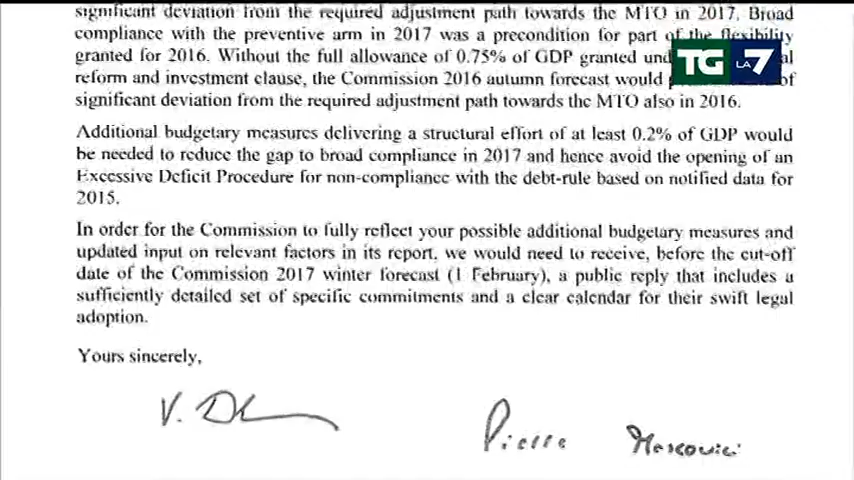 significant deviation from the required adjustment path towards the MTO in 2017. Broad
compliance with the preventive arm in 2017 was a precondition for part of the flexibility
granted for 2016. Without the full allowance of 0.75% of GDP granted
reform and investment clause, the Commission 2016 autumn forecast would of
significant deviation from the required adjustment path towards the MTO also in 2016.
Additional budgetary measures delivering a structural effort of at least 0.2% of GDP would
be needed to reduce the gap to broad compliance in 2017 and hence avoid the opening of an
Excessive Deficit Procedure for non-compliance with the debt-rule based on notified data for
2015.
In order for the Commission to fully reflect your possible additional budgetary measures and
updated input on relevant factors in its report, we would need to receive, before the cut-off
date of the Commission 2017 winter forecast (1 February), a public reply that includes a
sufficiently detailed set of specific commitments and a clear calendar for their swift legal
adoption.
Yours sincerely,
V.
Pierre Moscovici
TG LA 7